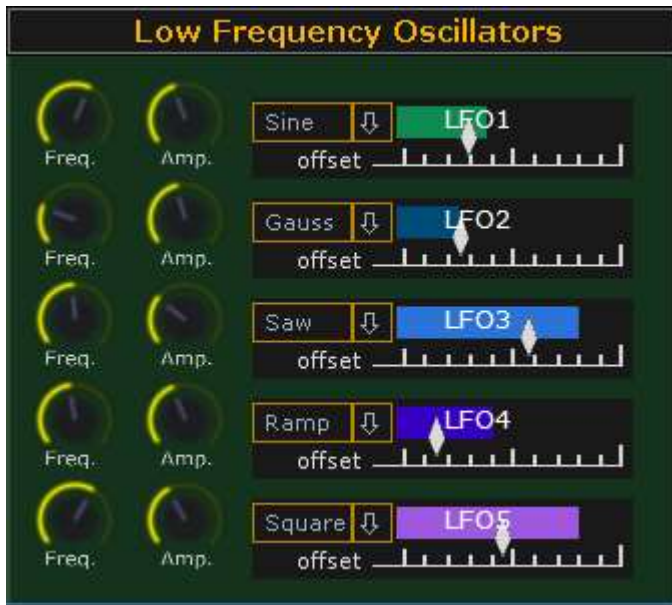 Low Frequency Oscillators
Sine LFO1
Freq. Amp. offset
Gauss LFO2
Freq. Amp. offset
Saw LFO3
Freq. Amp. offset
Ramp LFO4
Freq. Amp. offset
Square LFO5
Freq. Amp. offset